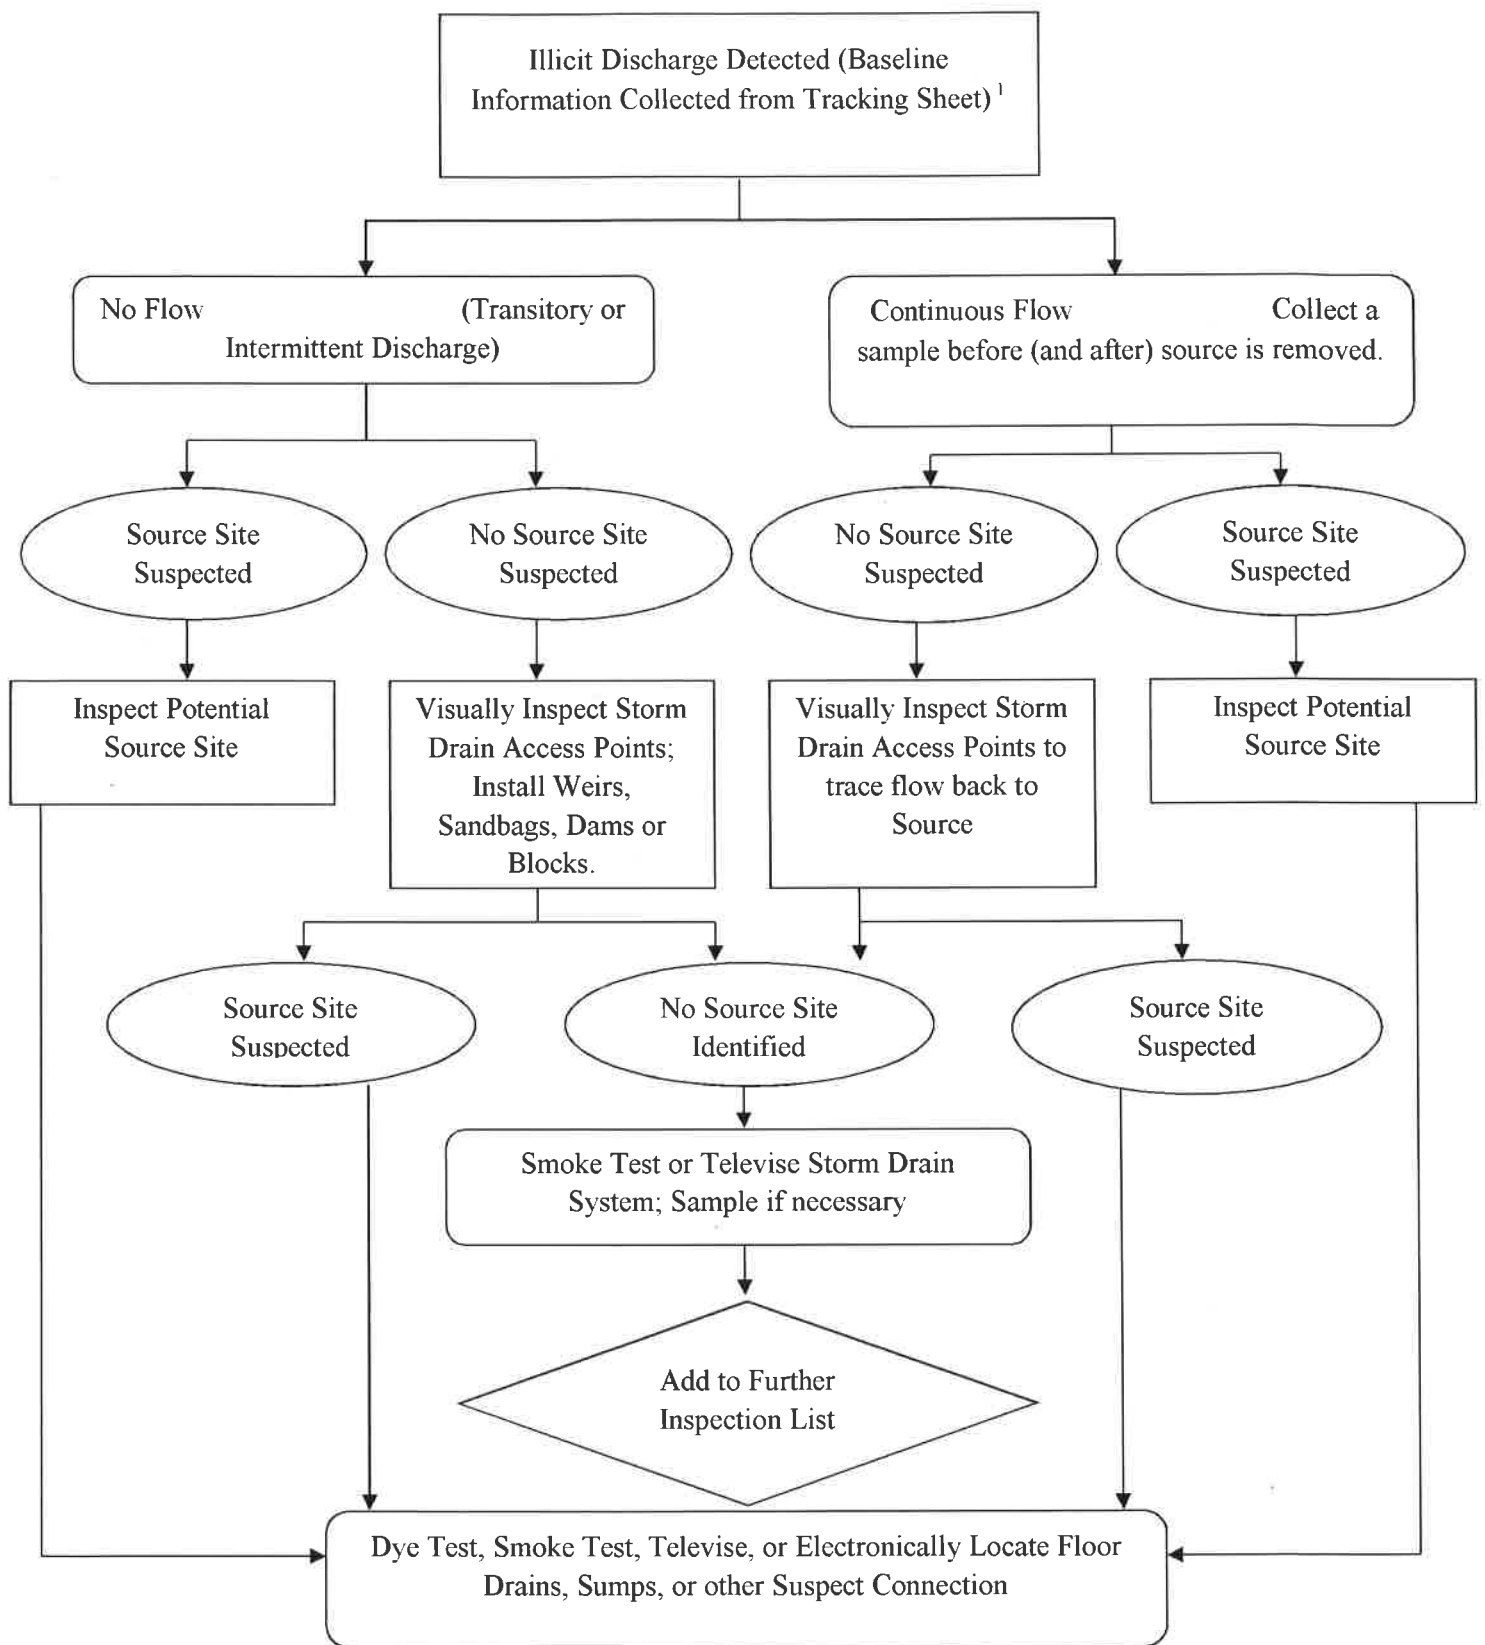 Illicit Discharge Detected (Baseline
Information Collected from Tracking Sheet) 1
No Flow (Transitory or
Intermittent Discharge)
Continuous Flow Collect a
sample before (and after) source is removed.
Source Site
Suspected
No Source Site
Suspected
No Source Site
Suspected
Source Site
Suspected
Inspect Potential
Source Site
Visually Inspect Storm
Drain Access Points;
Install Weirs,
Sandbags, Dams or
Blocks.
Visually Inspect Storm
Drain Access Points to
trace flow back to
Source
Inspect Potential
Source Site
Source Site
Suspected
No Source Site
Identified
Source Site
Suspected
Smoke Test or Televise Storm Drain
System; Sample if necessary
Add to Further
Inspection List
Dye Test, Smoke Test, Televise, or Electronically Locate Floor
Drains, Sumps, or other Suspect Connection